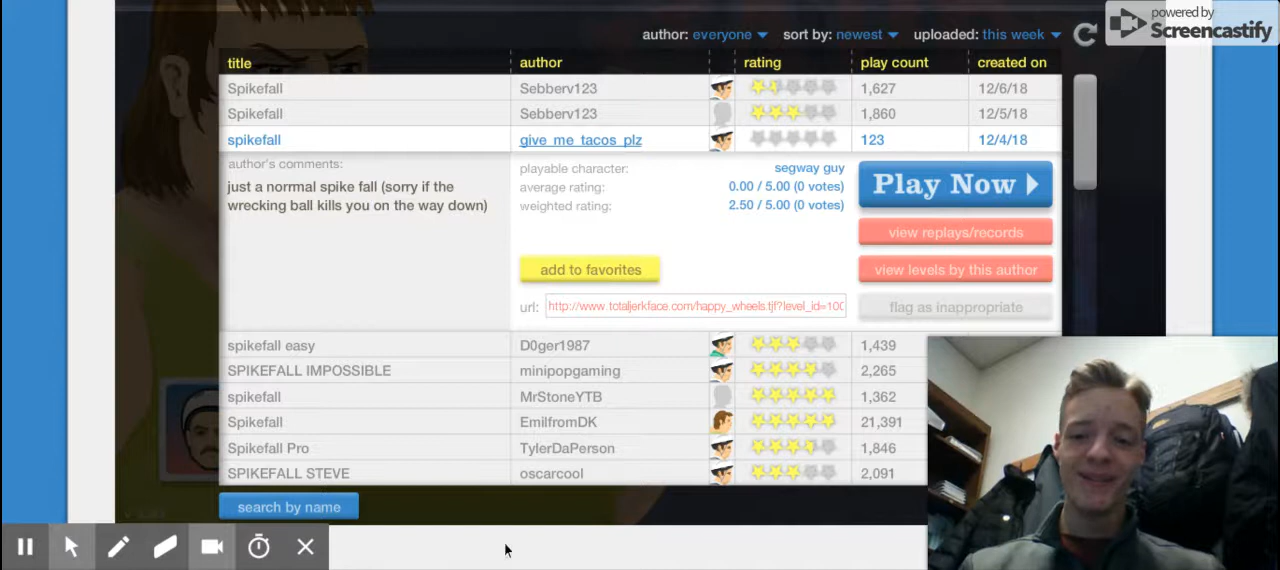 powered by
Screencastify
author: everyone sort by: newest uploaded: this week
title author rating play count created on
Spikefall Sebberv123 1,627 12/6/18
Spikefall Sebberv123 1,860 12/5/18
spikefall give_me_tacos_plz 123 12/4/18
author's comments:
just a normal spike fall (sorry if the
wrecking ball kills you on the way down)
playable character: segway guy
average rating: 0.00 / 5.00 (0 votes)
weighted rating: 2.50 / 5.00 (0 votes)
add to favorites
url: http://www.totaljerkface.com/happy_wheels.tjf?level_id=100
Play Now
view replays/records
view levels by this author
flag as inappropriate
spikefall easy D0ger1987 1,439
SPIKEFALL IMPOSSIBLE minipopgaming 2,265
spikefall MrStoneYTB 1,362
Spikefall EmilfromDK 21,391
Spikefall Pro TylerDaPerson 1,846
SPIKEFALL STEVE oscarcool 2,091
search by name